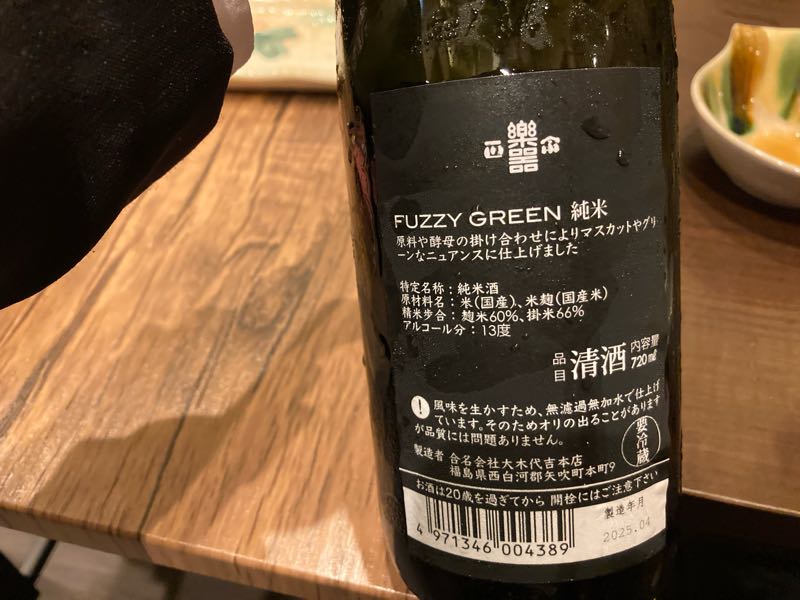 樂器
正
FUZZY GREEN 純米
原料や酵母の掛け合わせによりマスカットやグリ
ーンなニュアンスに仕上げました
特定名称：純米酒
原材料名：米(国産)、米麹(国産米)
精米歩合：麹米60%、掛米66%
アルコール分：13度
品目 清酒 内容量 720㎖
! 風味を生かすため、無濾過無加水で仕上げ
ています。そのためオリの出ることがあります
が品質には問題ありません。
要冷蔵
製造者 合名会社大木代吉本店
福島県西白河郡矢吹町本町9
お酒は20歳を過ぎてから 開栓にはご注意下さい
製造年月
2025.04
4 971346 004389